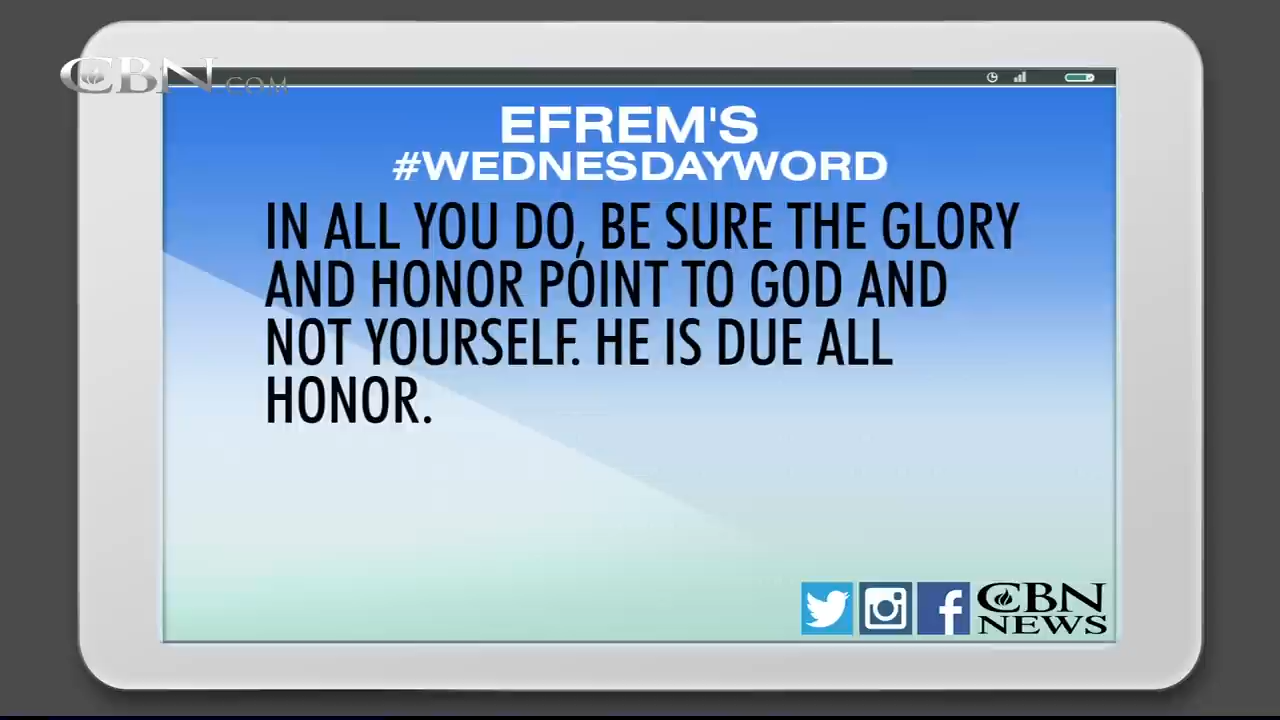 CBN.COM
EFREM'S
#WEDNESDAYWORD
IN ALL YOU DO, BE SURE THE GLORY
AND HONOR POINT TO GOD AND
NOT YOURSELF. HE IS DUE ALL
HONOR.
CBN
NEWS